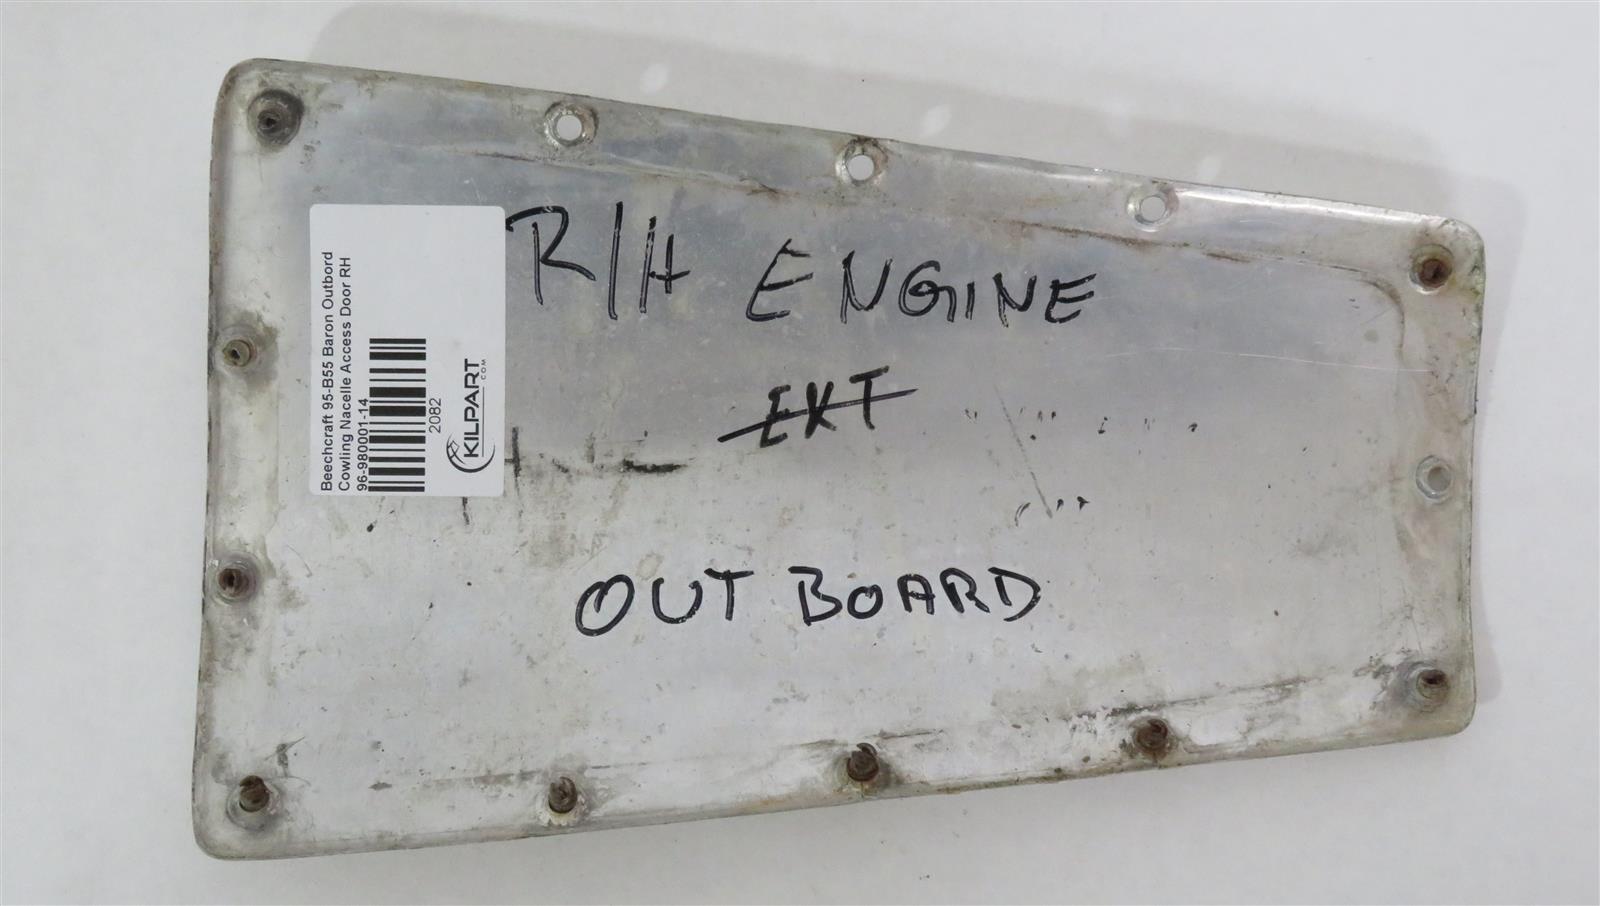 R/H ENGINE
EXT
OUT BOARD
Beechcraft 95-B55 Baron Outbord
Cowling Nacelle Access Door RH
96-980001-14
2082
KILPART
.COM